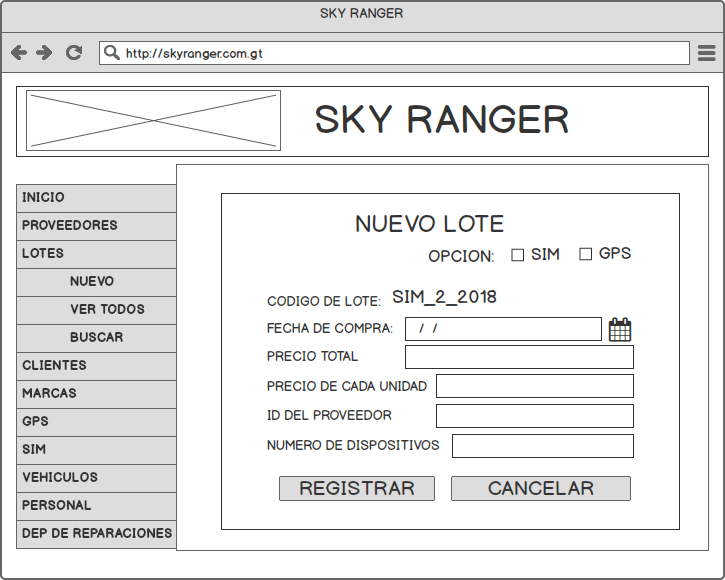 SKY RANGER
http://skyranger.com.gt
SKY RANGER
INICIO
PROVEEDORES
LOTES
NUEVO
VER TODOS
BUSCAR
CLIENTES
MARCAS
GPS
SIM
VEHICULOS
PERSONAL
DEP DE REPARACIONES
NUEVO LOTE
OPCION: SIM GPS
CODIGO DE LOTE: SIM_2_2018
FECHA DE COMPRA: / /
PRECIO TOTAL
PRECIO DE CADA UNIDAD
ID DEL PROVEEDOR
NUMERO DE DISPOSITIVOS
REGISTRAR CANCELAR